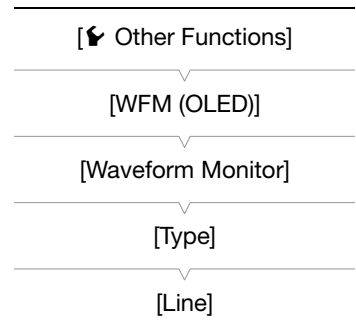 [ Other Functions]
[WFM (OLED)]
[Waveform Monitor]
[Type]
[Line]